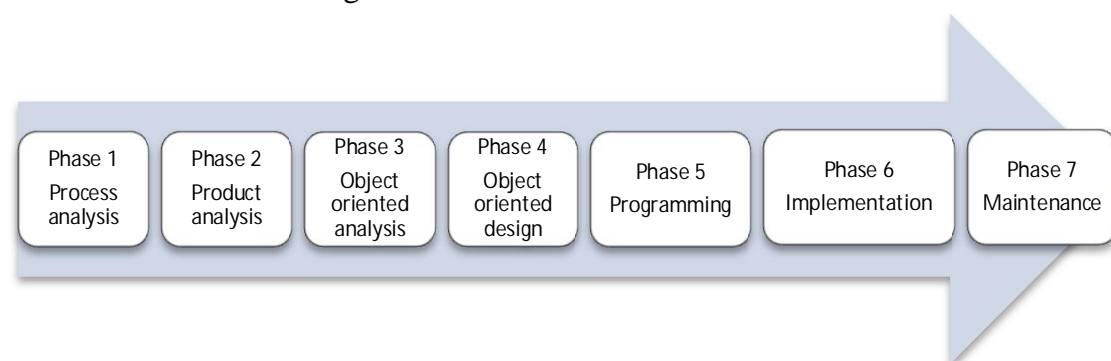 Phase 1
Process
analysis
Phase 2
Product
analysis
Phase 3
Object
oriented
analysis
Phase 4
Object
oriented
design
Phase 5
Programming
Phase 6
Implementation
Phase 7
Maintenance